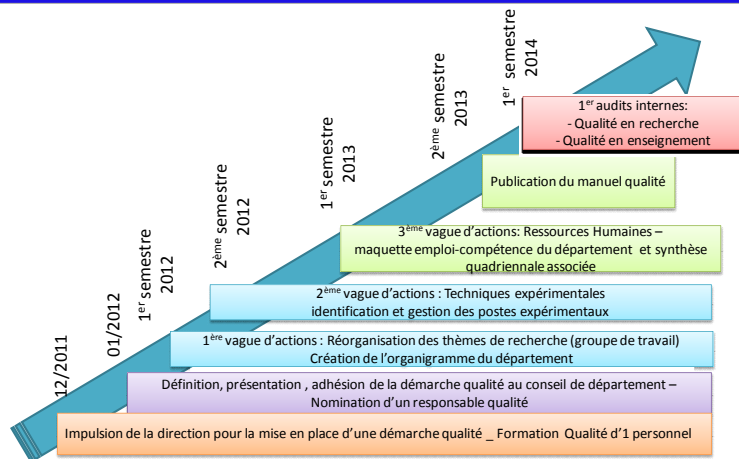 1er semestre
2014
2ème semestre
2013
1er semestre
2013
2ème semestre
2012
1er semestre
2012
01/2012
12/2011
1er audits internes:
- Qualité en recherche
- Qualité en enseignement
Publication du manuel qualité
3ème vague d'actions: Ressources Humaines –
maquette emploi-compétence du département et synthèse
quadriennale associée
2ème vague d'actions : Techniques expérimentales
identification et gestion des postes expérimentaux
1ère vague d'actions : Réorganisation des thèmes de recherche (groupe de travail)
Création de l'organigramme du département
Définition, présentation , adhésion de la démarche qualité au conseil de département –
Nomination d'un responsable qualité
Impulsion de la direction pour la mise en place d'une démarche qualité _ Formation Qualité d'1 personnel